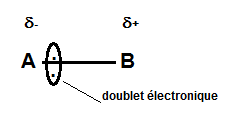 δ- δ+
A B
doublet électronique